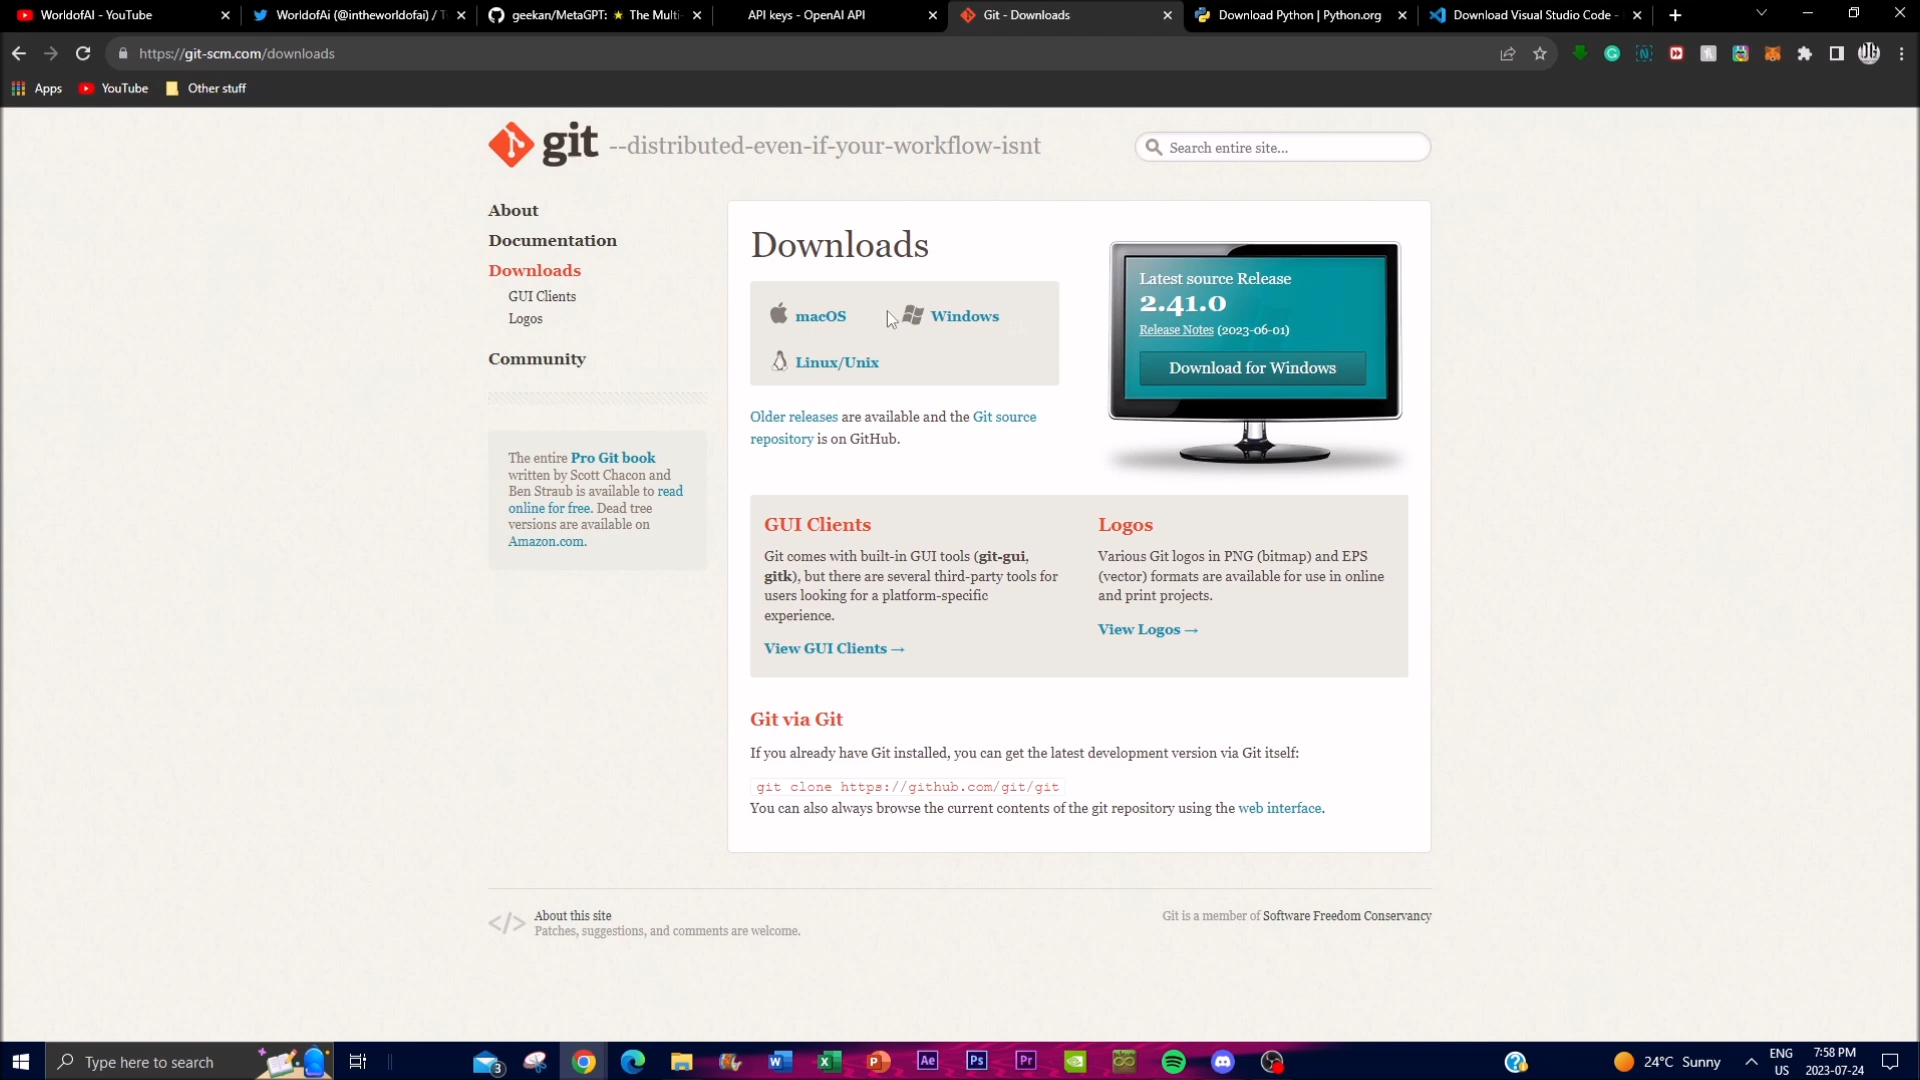 WorldofAI - YouTube
WorldofAi (@intheworldofai) / T
geekan/MetaGPT: ★ The Multi-
API keys - OpenAI API
Git - Downloads
Download Python | Python.org
Download Visual Studio Code -
https://git-scm.com/downloads
Apps
YouTube
Other stuff
git --distributed-even-if-your-workflow-isnt
Search entire site...
About
Documentation
Downloads
GUI Clients
Logos
Community
The entire Pro Git book
written by Scott Chacon and
Ben Straub is available to read
online for free. Dead tree
versions are available on
Amazon.com.
Downloads
macOS
Windows
Linux/Unix
Older releases are available and the Git source
repository is on GitHub.
Latest source Release
2.41.0
Release Notes (2023-06-01)
Download for Windows
GUI Clients
Git comes with built-in GUI tools (git-gui,
gitk), but there are several third-party tools for
users looking for a platform-specific
experience.
View GUI Clients →
Logos
Various Git logos in PNG (bitmap) and EPS
(vector) formats are available for use in online
and print projects.
View Logos →
Git via Git
If you already have Git installed, you can get the latest development version via Git itself:
git clone https://github.com/git/git
You can also always browse the current contents of the git repository using the web interface.
</> About this site
Patches, suggestions, and comments are welcome.
Git is a member of Software Freedom Conservancy
Type here to search
3
Ae
Ps
Pr
24°C Sunny
ENG
US
7:58 PM
2023-07-24